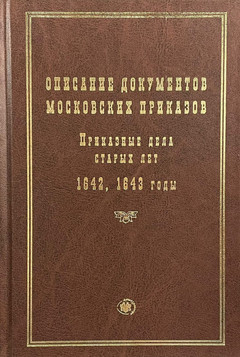 ОПИСАНИЕ ДОКУМЕНТОВ
МОСКОВСКИХ ПРИКАЗОВ
Приказные дела
старых лет
1642, 1643 годы